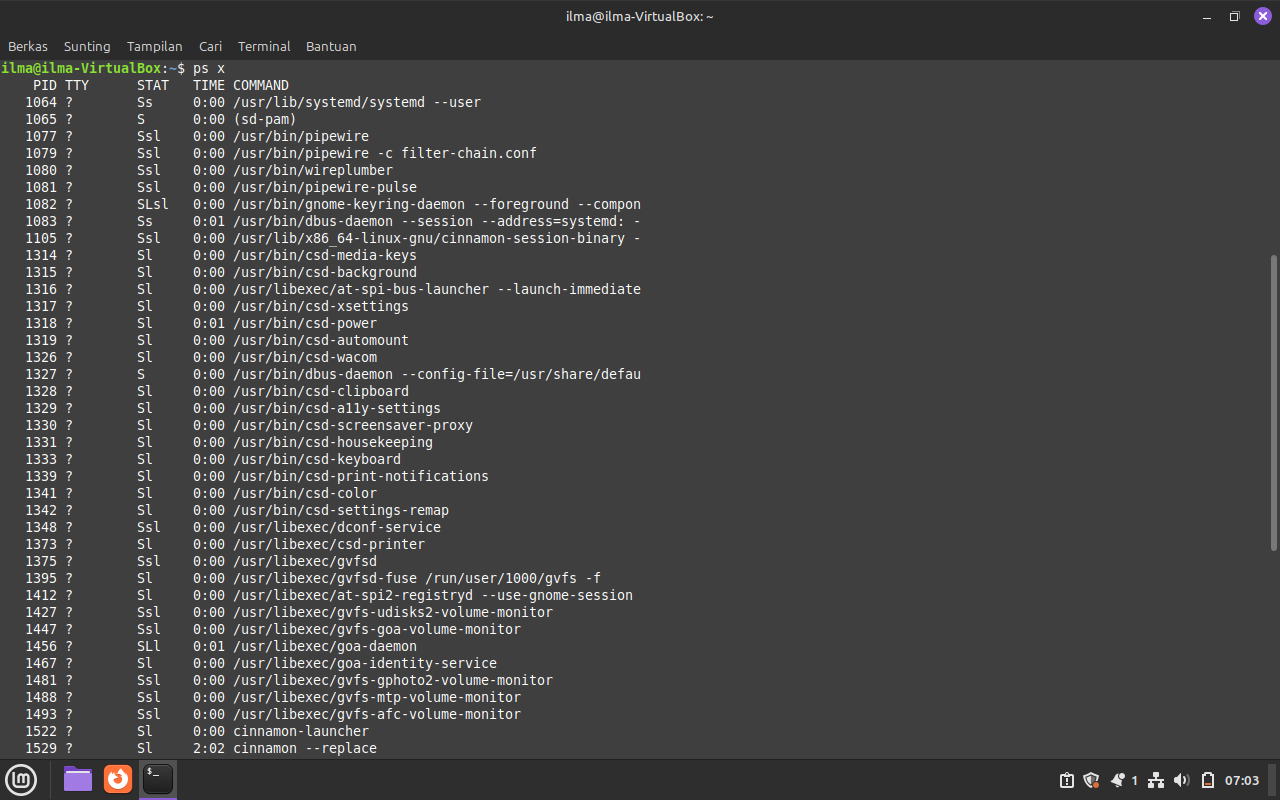 ilma@ilma-VirtualBox: ~
Berkas Sunting Tampilan Cari Terminal Bantuan
ilma@ilma-VirtualBox:~$ ps x
PID TTY STAT TIME COMMAND
1064 ? Ss 0:00 /usr/lib/systemd/systemd --user
1065 ? S 0:00 (sd-pam)
1077 ? Ssl 0:00 /usr/bin/pipewire
1079 ? Ssl 0:00 /usr/bin/pipewire -c filter-chain.conf
1080 ? Ssl 0:00 /usr/bin/wireplumber
1081 ? Ssl 0:00 /usr/bin/pipewire-pulse
1082 ? SLsl 0:00 /usr/bin/gnome-keyring-daemon --foreground --compon
1083 ? Ss 0:01 /usr/bin/dbus-daemon --session --address=systemd: -
1105 ? Ssl 0:00 /usr/lib/x86_64-linux-gnu/cinnamon-session-binary -
1314 ? Sl 0:00 /usr/bin/csd-media-keys
1315 ? Sl 0:00 /usr/bin/csd-background
1316 ? Sl 0:00 /usr/libexec/at-spi-bus-launcher --launch-immediate
1317 ? Sl 0:00 /usr/bin/csd-xsettings
1318 ? Sl 0:01 /usr/bin/csd-power
1319 ? Sl 0:00 /usr/bin/csd-automount
1326 ? Sl 0:00 /usr/bin/csd-wacom
1327 ? S 0:00 /usr/bin/dbus-daemon --config-file=/usr/share/defau
1328 ? Sl 0:00 /usr/bin/csd-clipboard
1329 ? Sl 0:00 /usr/bin/csd-a11y-settings
1330 ? Sl 0:00 /usr/bin/csd-screensaver-proxy
1331 ? Sl 0:00 /usr/bin/csd-housekeeping
1333 ? Sl 0:00 /usr/bin/csd-keyboard
1339 ? Sl 0:00 /usr/bin/csd-print-notifications
1341 ? Sl 0:00 /usr/bin/csd-color
1342 ? Sl 0:00 /usr/bin/csd-settings-remap
1348 ? Ssl 0:00 /usr/libexec/dconf-service
1373 ? Sl 0:00 /usr/libexec/csd-printer
1375 ? Ssl 0:00 /usr/libexec/gvfsd
1395 ? Sl 0:00 /usr/libexec/gvfsd-fuse /run/user/1000/gvfs -f
1412 ? Sl 0:00 /usr/libexec/at-spi2-registryd --use-gnome-session
1427 ? Ssl 0:00 /usr/libexec/gvfs-udisks2-volume-monitor
1447 ? Ssl 0:00 /usr/libexec/gvfs-goa-volume-monitor
1456 ? SLl 0:01 /usr/libexec/goa-daemon
1467 ? Sl 0:00 /usr/libexec/goa-identity-service
1481 ? Ssl 0:00 /usr/libexec/gvfs-gphoto2-volume-monitor
1488 ? Ssl 0:00 /usr/libexec/gvfs-mtp-volume-monitor
1493 ? Ssl 0:00 /usr/libexec/gvfs-afc-volume-monitor
1522 ? Sl 0:00 cinnamon-launcher
1529 ? Sl 2:02 cinnamon --replace
1 07:03